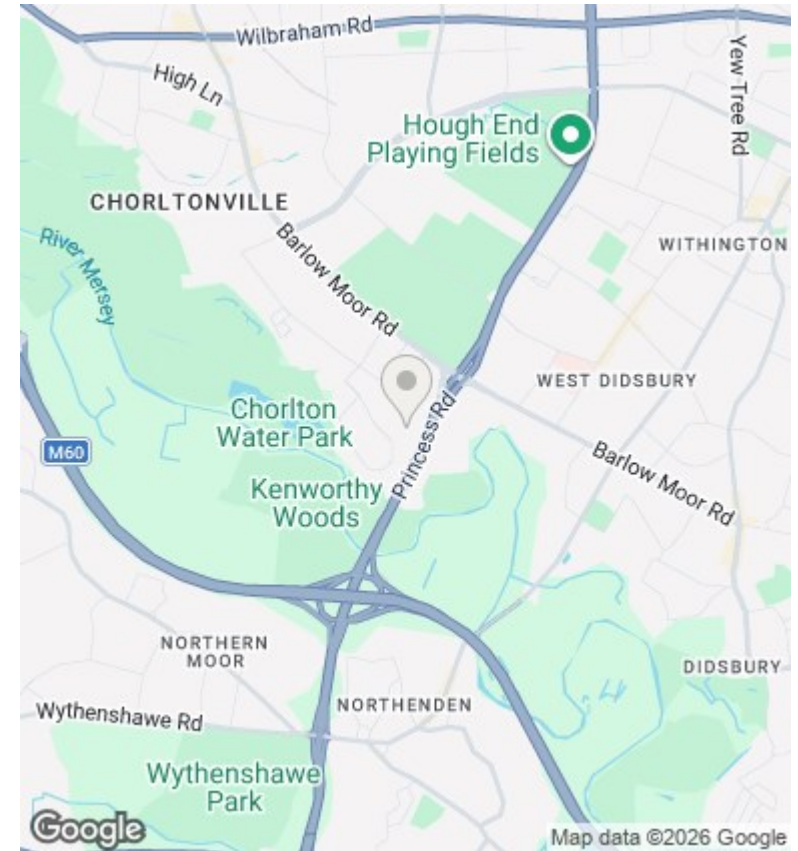 Wilbraham Rd
High Ln
Yew Tree Rd
Hough End
Playing Fields
CHORLTONVILLE
River Mersey
Barlow Moor Rd
WITHINGTON
WEST DIDSBURY
Chorlton
Water Park
Princess Rd
M60
Barlow Moor Rd
Kenworthy
Woods
NORTHERN
MOOR
DIDSBURY
NORTHENDEN
Wythenshawe Rd
Wythenshawe
Park
Google
Map data ©2026 Google